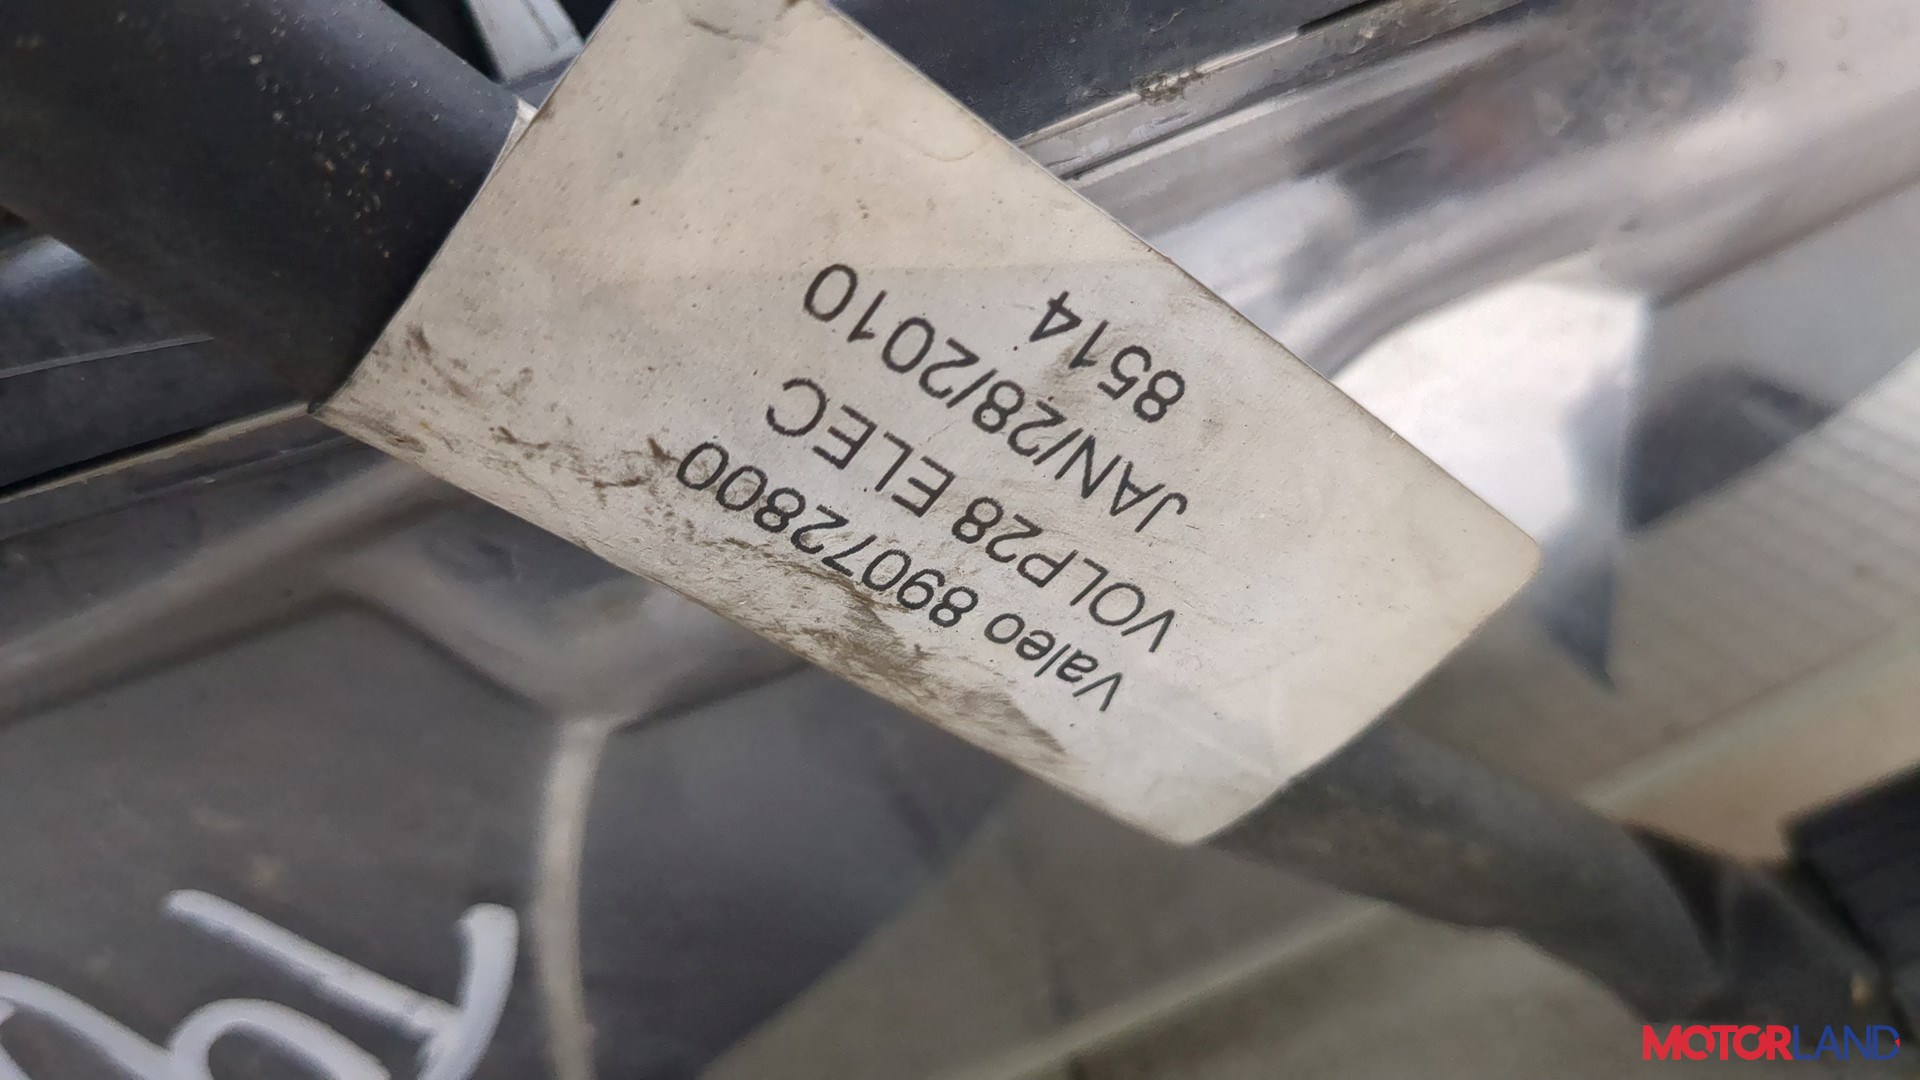 Valeo 89072800
VOLP28 ELEC
JAN/28/2010
8514
MOTORLAND